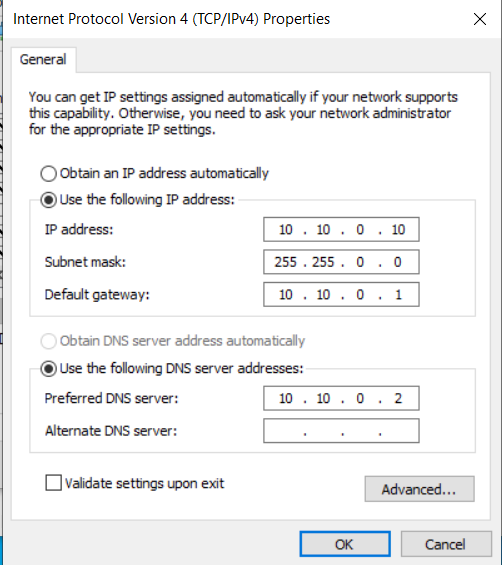 Internet Protocol Version 4 (TCP/IPv4) Properties
General
You can get IP settings assigned automatically if your network supports
this capability. Otherwise, you need to ask your network administrator
for the appropriate IP settings.
Obtain an IP address automatically
Use the following IP address:
IP address: 10 . 10 . 0 . 10
Subnet mask: 255 . 255 . 0 . 0
Default gateway: 10 . 10 . 0 . 1
Obtain DNS server address automatically
Use the following DNS server addresses:
Preferred DNS server: 10 . 10 . 0 . 2
Alternate DNS server: . . .
Validate settings upon exit
Advanced...
OK Cancel